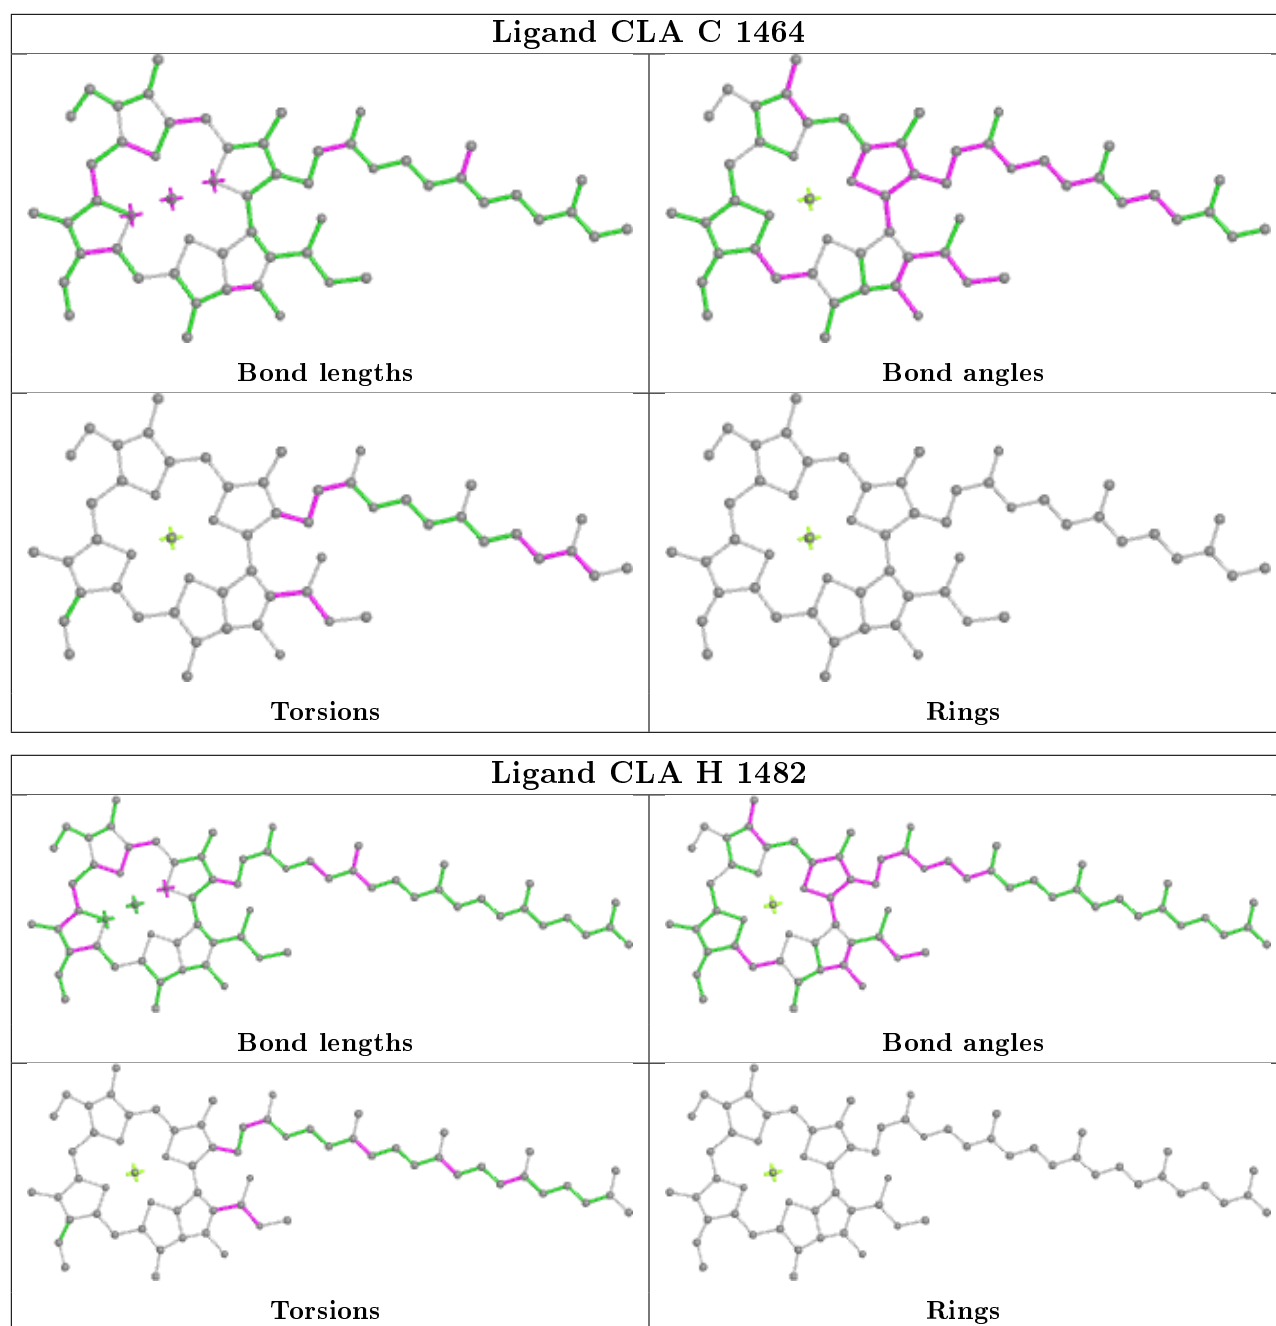 Ligand CLA C 1464
Bond lengths
Bond angles
Torsions
Rings
Ligand CLA H 1482
Bond lengths
Bond angles
Torsions
Rings